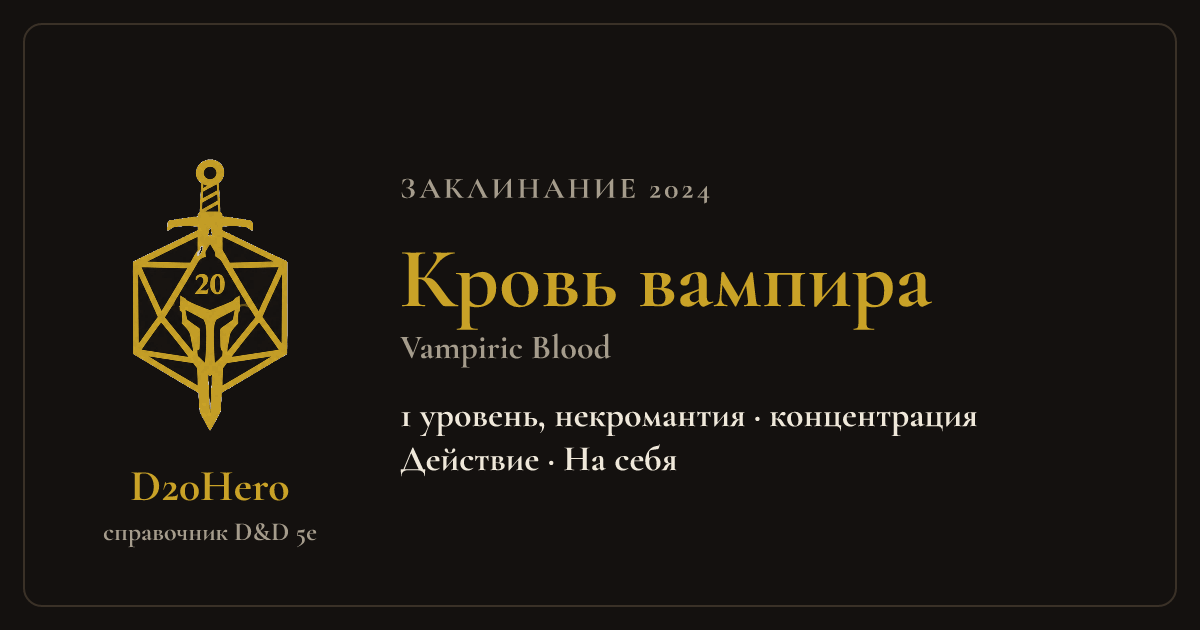 20
D20Hero
справочник D&D 5e
ЗАКЛИНАНИЕ 2024
Кровь вампира
Vampiric Blood
1 уровень, некромантия · концентрация
Действие · На себя